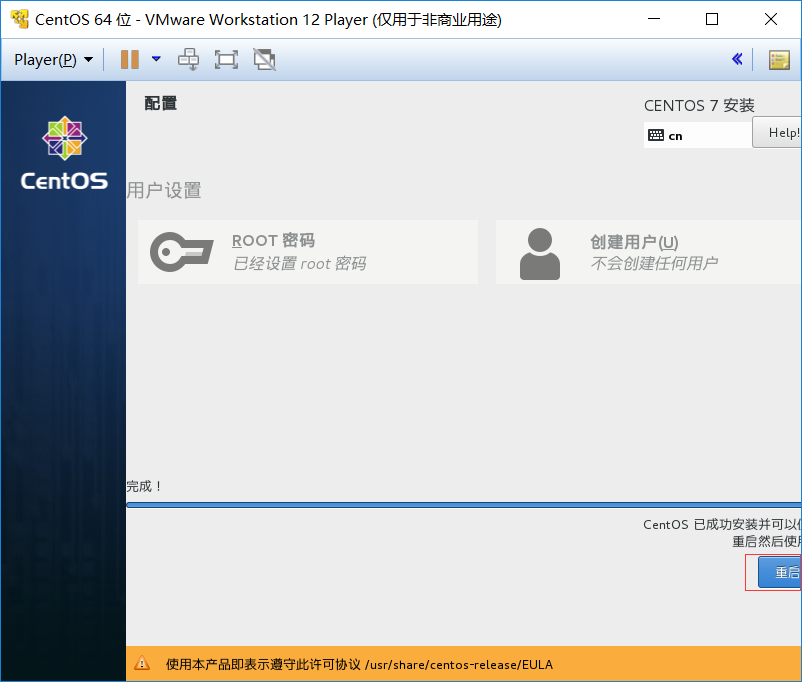 CentOS 64 位 - VMware Workstation 12 Player (仅用于非商业用途)
Player(P)
配置
CENTOS 7 安装
cn
Help!
CentOS
用户设置
ROOT 密码
已经设置 root 密码
创建用户(U)
不会创建任何用户
完成！
CentOS 已成功安装并可以
重启然后使用
重启
使用本产品即表示遵守此许可协议 /usr/share/centos-release/EULA